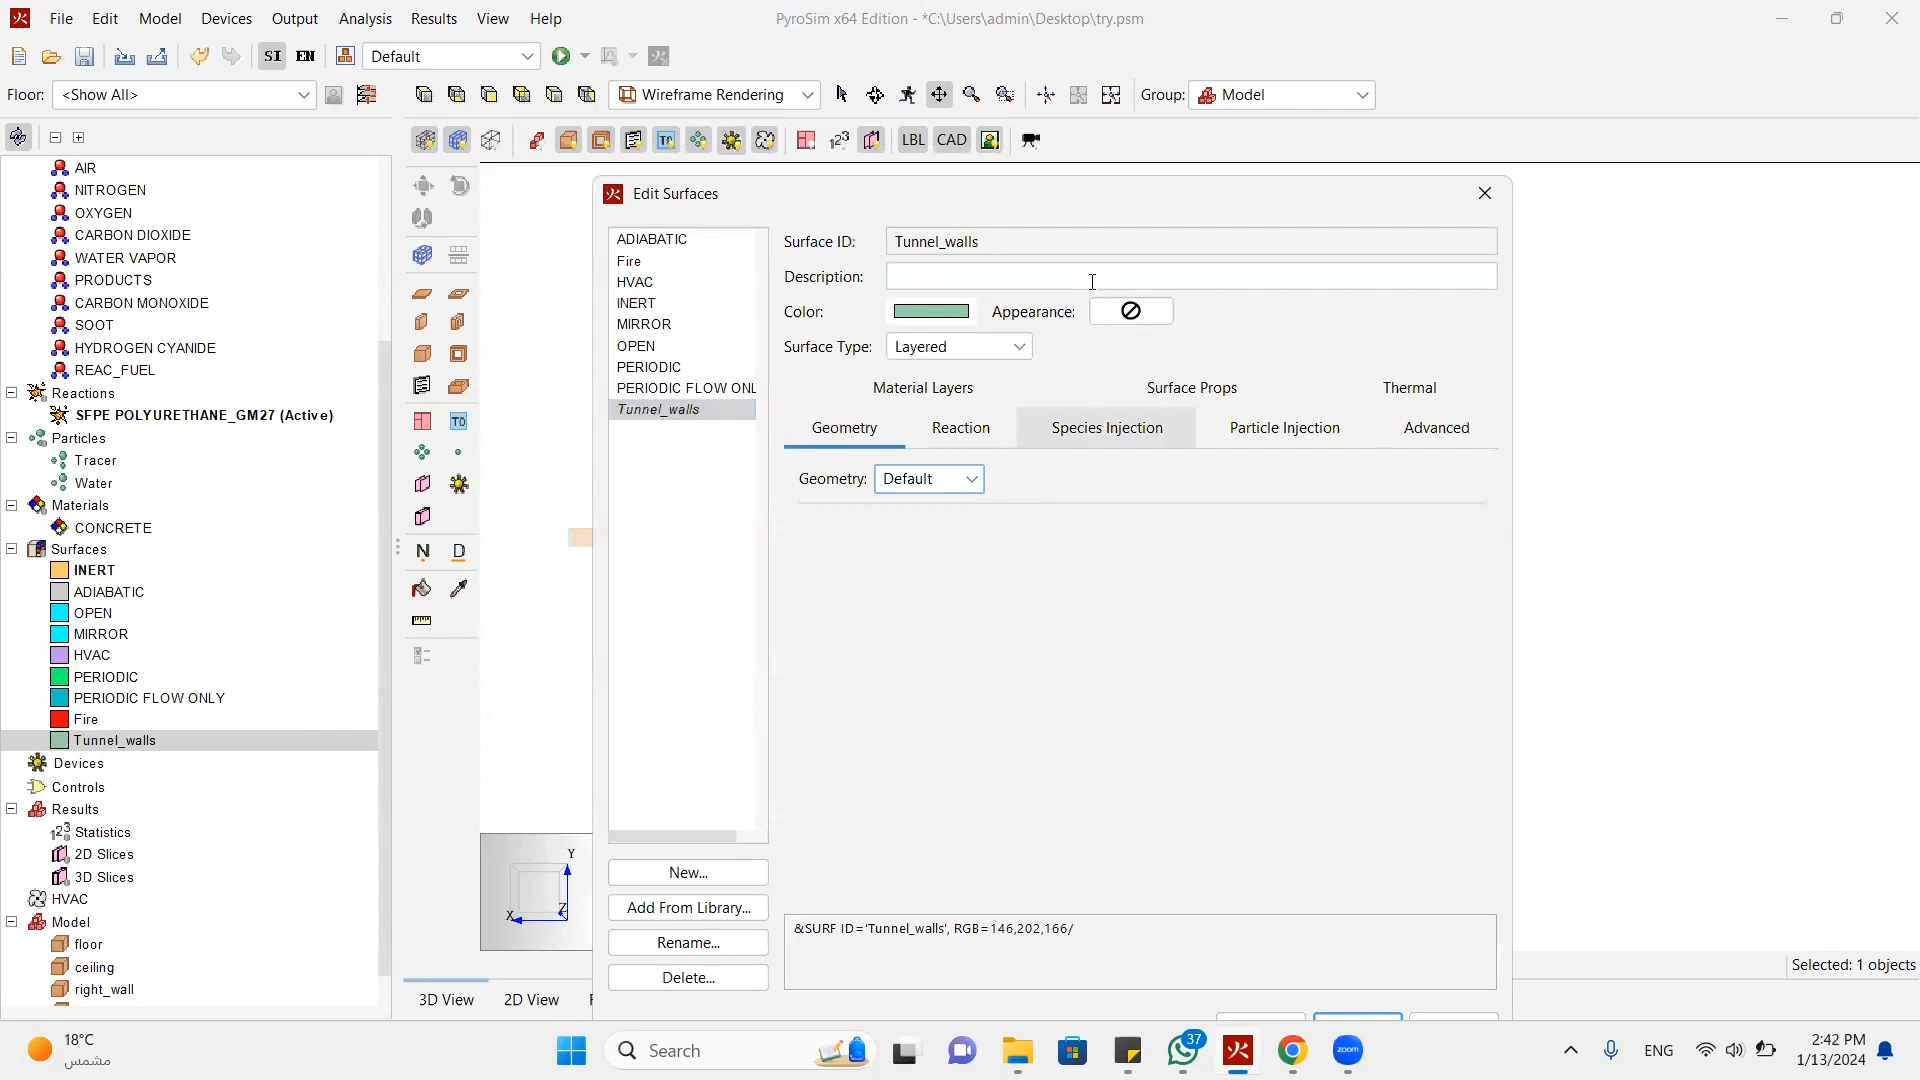 File Edit Model Devices Output Analysis Results View Help
PyroSim x64 Edition - *C:\Users\admin\Desktop\try.psm
SI EN Default
Floor: <Show All> Wireframe Rendering Group: Model
LBL CAD
AIR
NITROGEN
OXYGEN
CARBON DIOXIDE
WATER VAPOR
PRODUCTS
CARBON MONOXIDE
SOOT
HYDROGEN CYANIDE
REAC_FUEL
Reactions
SFPE POLYURETHANE_GM27 (Active)
Particles
Tracer
Water
Materials
CONCRETE
Surfaces
INERT
ADIABATIC
OPEN
MIRROR
HVAC
PERIODIC
PERIODIC FLOW ONLY
Fire
Tunnel_walls
Devices
Controls
Results
Statistics
2D Slices
3D Slices
HVAC
Model
floor
ceiling
right_wall
N D
Y
X Z
3D View 2D View
Edit Surfaces
ADIABATIC
Fire
HVAC
INERT
MIRROR
OPEN
PERIODIC
PERIODIC FLOW ONL
Tunnel_walls
New...
Add From Library...
Rename...
Delete...
Surface ID: Tunnel_walls
Description:
Color: Appearance:
Surface Type: Layered
Material Layers Surface Props Thermal
Geometry Reaction Species Injection Particle Injection Advanced
Geometry: Default
&SURF ID='Tunnel_walls', RGB=146,202,166/
Selected: 1 objects
18°C
مشمس
Search
37
zoom
ENG
2:42 PM
1/13/2024